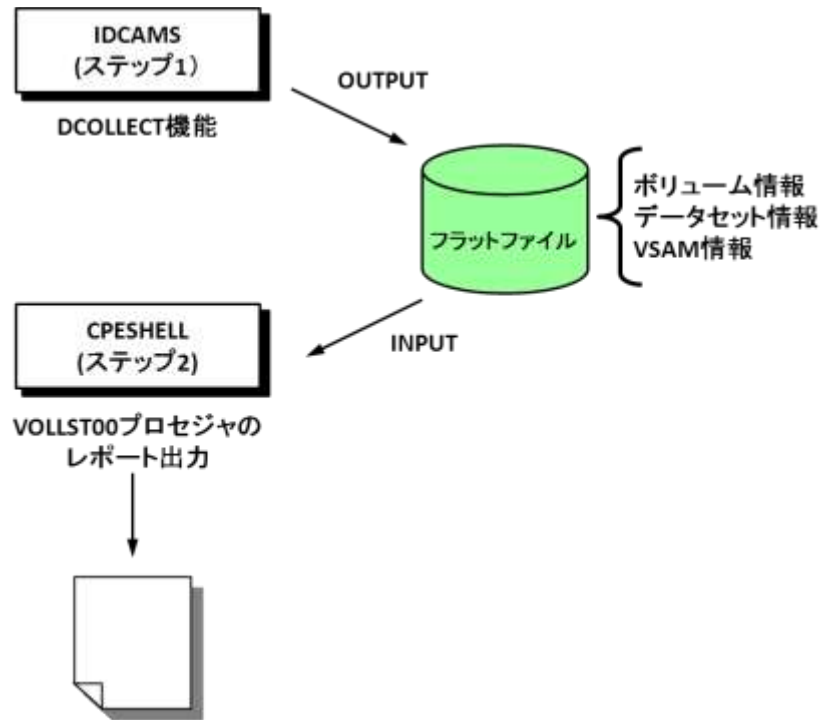 IDCAMS
(ステップ1）
OUTPUT
DCOLLECT機能
フラットファイル
ボリューム情報
データセット情報
VSAM情報
CPESHELL
(ステップ2)
INPUT
VOLLST00プロセジャの
レポート出力